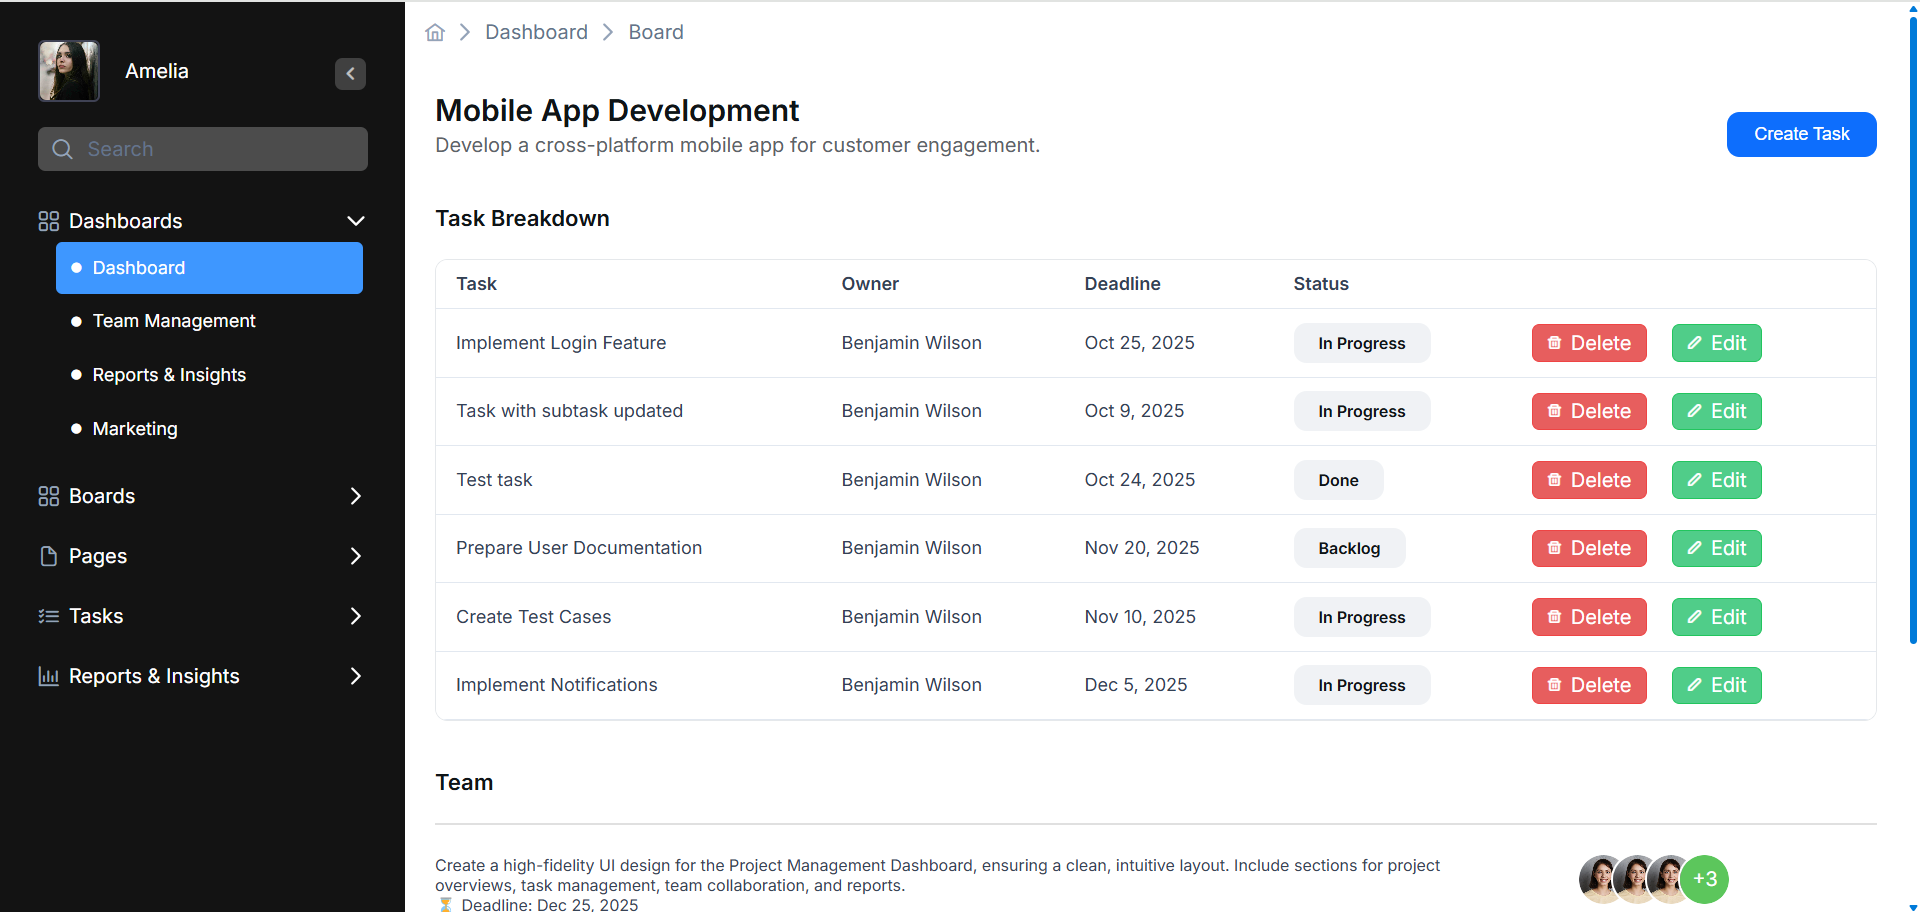 Amelia
Search
Dashboards
Dashboard
Team Management
Reports & Insights
Marketing
Boards
Pages
Tasks
Reports & Insights
Dashboard Board
Mobile App Development
Develop a cross-platform mobile app for customer engagement.
Create Task
Task Breakdown
Task Owner Deadline Status
Implement Login Feature Benjamin Wilson Oct 25, 2025 In Progress Delete Edit
Task with subtask updated Benjamin Wilson Oct 9, 2025 In Progress Delete Edit
Test task Benjamin Wilson Oct 24, 2025 Done Delete Edit
Prepare User Documentation Benjamin Wilson Nov 20, 2025 Backlog Delete Edit
Create Test Cases Benjamin Wilson Nov 10, 2025 In Progress Delete Edit
Implement Notifications Benjamin Wilson Dec 5, 2025 In Progress Delete Edit
Team
Create a high-fidelity UI design for the Project Management Dashboard, ensuring a clean, intuitive layout. Include sections for project
overviews, task management, team collaboration, and reports.
⏳ Deadline: Dec 25, 2025
+3